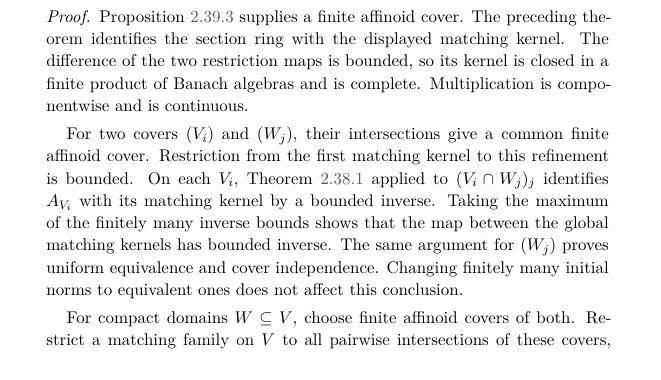 Proof. Proposition 2.39.3 supplies a finite affinoid cover. The preceding the-
orem identifies the section ring with the displayed matching kernel. The
difference of the two restriction maps is bounded, so its kernel is closed in a
finite product of Banach algebras and is complete. Multiplication is compo-
nentwise and is continuous.
For two covers (V_i) and (W_j), their intersections give a common finite
affinoid cover. Restriction from the first matching kernel to this refinement
is bounded. On each V_i, Theorem 2.38.1 applied to (V_i ∩ W_j)_j identifies
A_{V_i} with its matching kernel by a bounded inverse. Taking the maximum
of the finitely many inverse bounds shows that the map between the global
matching kernels has bounded inverse. The same argument for (W_j) proves
uniform equivalence and cover independence. Changing finitely many initial
norms to equivalent ones does not affect this conclusion.
For compact domains W ⊆ V, choose finite affinoid covers of both. Re-
strict a matching family on V to all pairwise intersections of these covers,